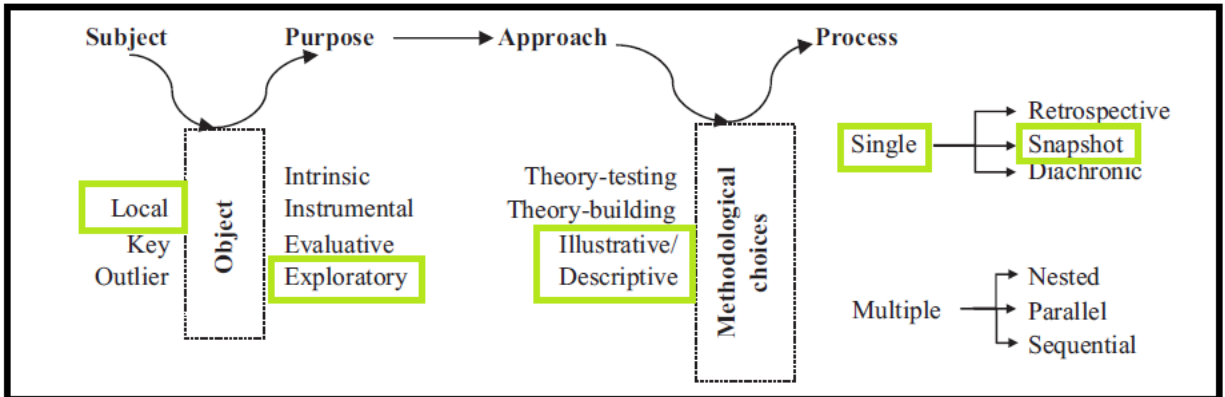 Subject
Purpose
Approach
Process
Local
Key
Outlier
Object
Intrinsic
Instrumental
Evaluative
Exploratory
Theory-testing
Theory-building
Illustrative/
Descriptive
Methodological
choices
Single
Retrospective
Snapshot
Diachronic
Multiple
Nested
Parallel
Sequential